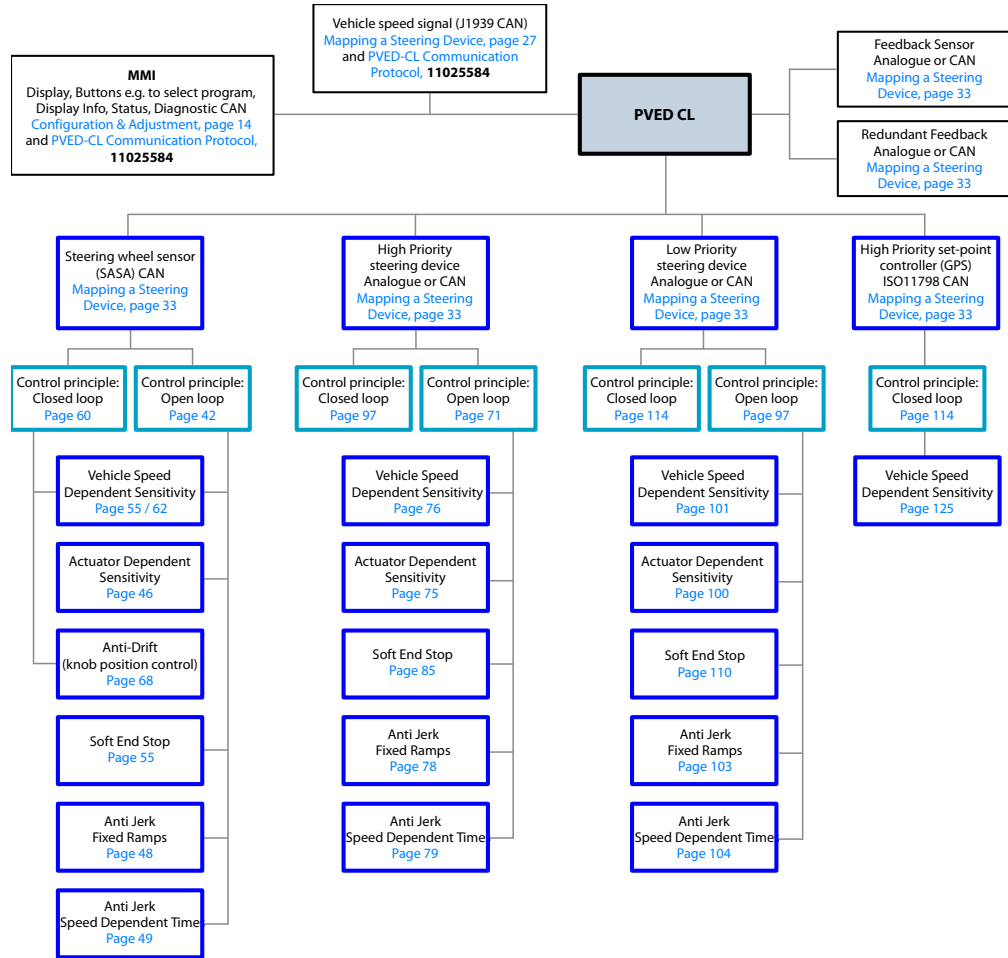 Vehicle speed signal (J1939 CAN)
Mapping a Steering Device, page 27
and PVED-CL Communication
Protocol, 11025584
MMI
Display, Buttons e.g. to select program,
Display Info, Status, Diagnostic CAN
Configuration & Adjustment, page 14
and PVED-CL Communication Protocol,
11025584
PVED CL
Feedback Sensor
Analogue or CAN
Mapping a Steering
Device, page 33
Redundant Feedback
Analogue or CAN
Mapping a Steering
Device, page 33
Steering wheel sensor
(SASA) CAN
Mapping a Steering
Device, page 33
High Priority
steering device
Analogue or CAN
Mapping a Steering
Device, page 33
Low Priority
steering device
Analogue or CAN
Mapping a Steering
Device, page 33
High Priority set-point
controller (GPS)
ISO11798 CAN
Mapping a Steering
Device, page 33
Control principle:
Closed loop
Page 60
Control principle:
Open loop
Page 42
Control principle:
Closed loop
Page 97
Control principle:
Open loop
Page 71
Control principle:
Closed loop
Page 114
Control principle:
Open loop
Page 97
Control principle:
Closed loop
Page 114
Vehicle Speed
Dependent Sensitivity
Page 55 / 62
Actuator Dependent
Sensitivity
Page 46
Anti-Drift
(knob position control)
Page 68
Soft End Stop
Page 55
Anti Jerk
Fixed Ramps
Page 48
Anti Jerk
Speed Dependent Times
Page 49
Vehicle Speed
Dependent Sensitivity
Page 76
Actuator Dependent
Sensitivity
Page 75
Soft End Stop
Page 85
Anti Jerk
Fixed Ramps
Page 78
Anti Jerk
Speed Dependent Times
Page 79
Vehicle Speed
Dependent Sensitivity
Page 101
Actuator Dependent
Sensitivity
Page 100
Soft End Stop
Page 110
Anti Jerk
Fixed Ramps
Page 103
Anti Jerk
Speed Dependent Times
Page 104
Vehicle Speed
Dependent Sensitivity
Page 125